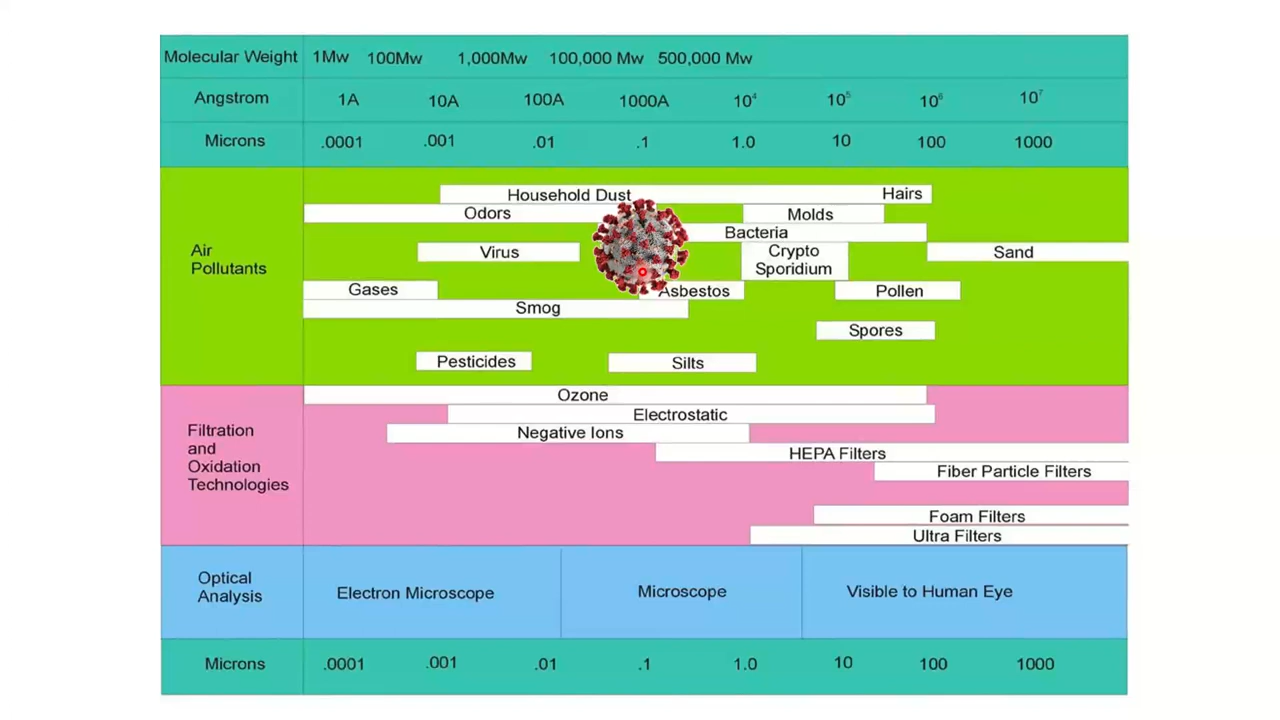 Molecular Weight 1Mw 100Mw 1,000Mw 100,000 Mw 500,000 Mw
Angstrom 1A 10A 100A 1000A 10⁴ 10⁵ 10⁶ 10⁷
Microns .0001 .001 .01 .1 1.0 10 100 1000
Air
Pollutants
Household Dust Hairs
Odors Molds
Bacteria
Virus Crypto
Sporidium Sand
Gases Asbestos Pollen
Smog
Spores
Pesticides Silts
Filtration
and
Oxidation
Technologies
Ozone
Electrostatic
Negative Ions
HEPA Filters
Fiber Particle Filters
Foam Filters
Ultra Filters
Optical
Analysis
Electron Microscope Microscope Visible to Human Eye
Microns .0001 .001 .01 .1 1.0 10 100 1000